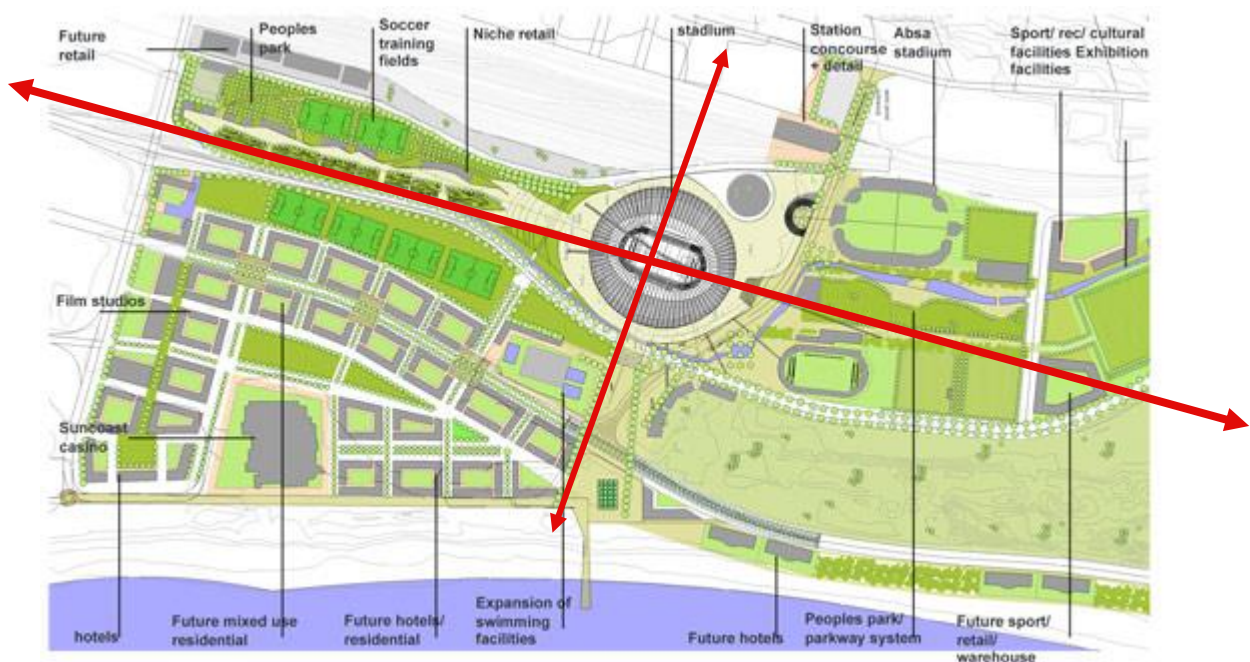 Future
retail
Peoples
park
Soccer
training
fields
Niche retail
stadium
Station
concourse
+ detail
Absa
stadium
Sport/ rec/ cultural
facilities Exhibition
facilities
Film studios
Suncoast
casino
hotels
Future mixed use
residential
Future hotels/
residential
Expansion of
swimming
facilities
Future hotels
Peoples park/
parkway system
Future sport/
retail/
warehouse